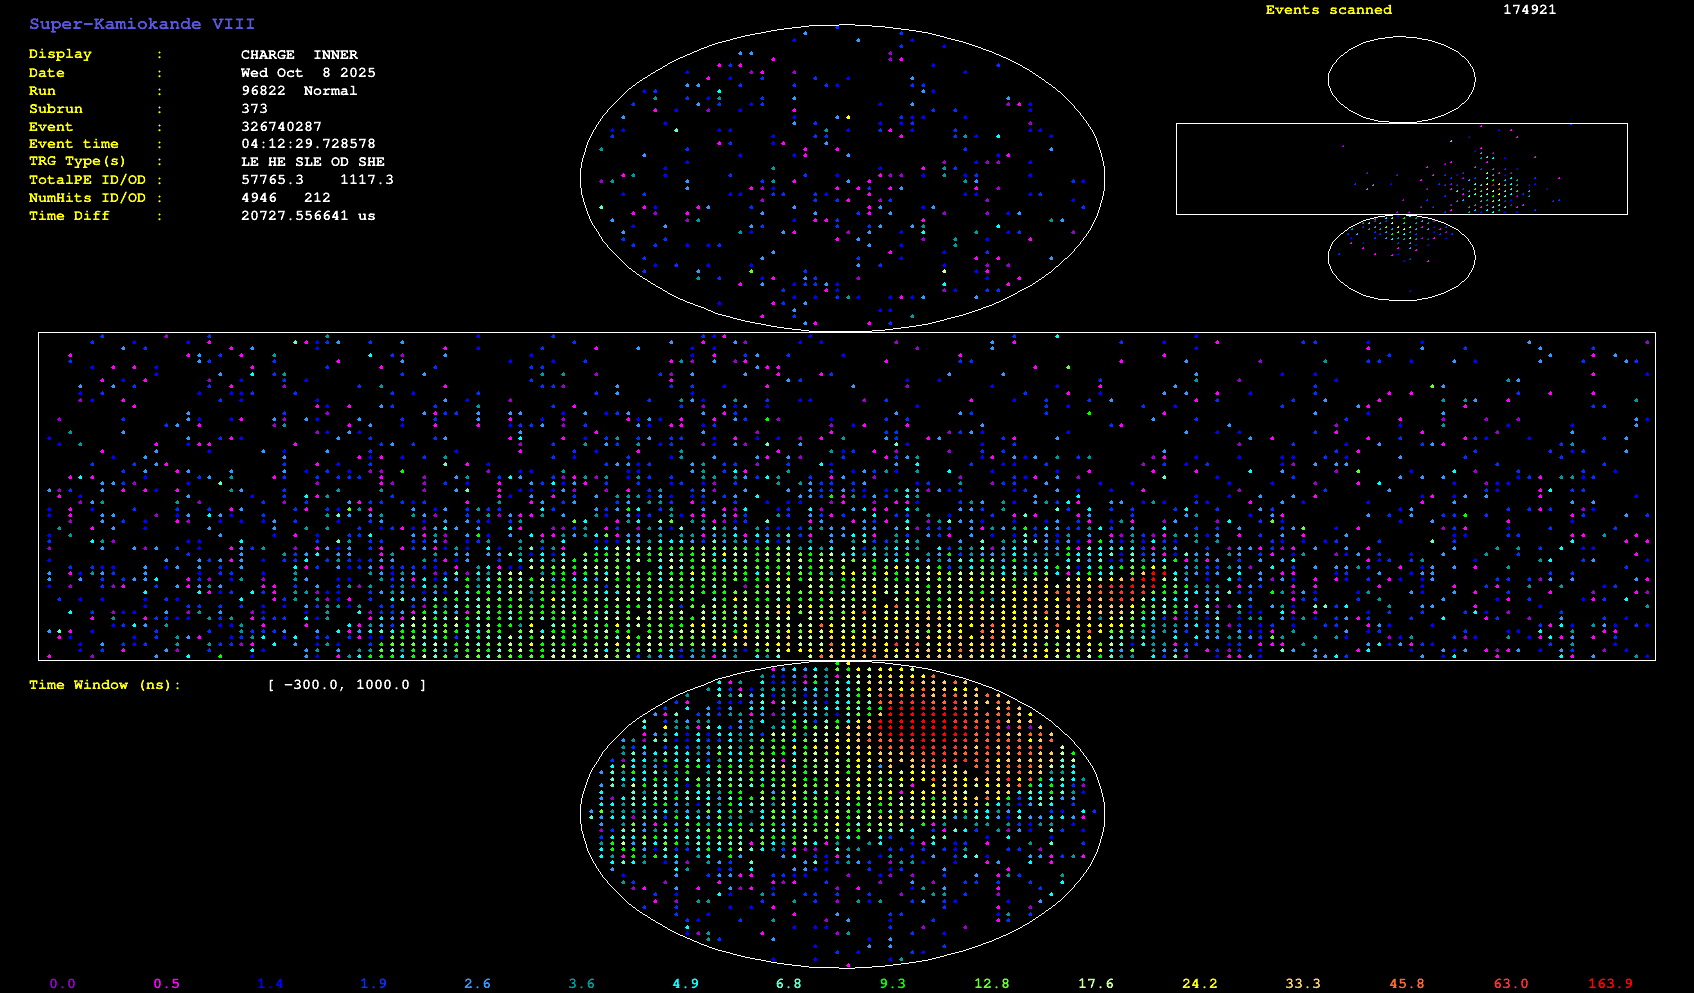 Super-Kamiokande VIII
Events scanned 174921
Display : CHARGE INNER
Date : Wed Oct 8 2025
Run : 96822 Normal
Subrun : 373
Event : 326740287
Event time : 04:12:29.728578
TRG Type(s) : LE HE SLE OD SHE
TotalPE ID/OD : 57765.3 1117.3
NumHits ID/OD : 4946 212
Time Diff : 20727.556641 us
Time Window (ns): [ -300.0, 1000.0 ]
0.0 0.5 1.4 1.9 2.6 3.6 4.9 6.8 9.3 12.8 17.6 24.2 33.3 45.8 63.0 163.9